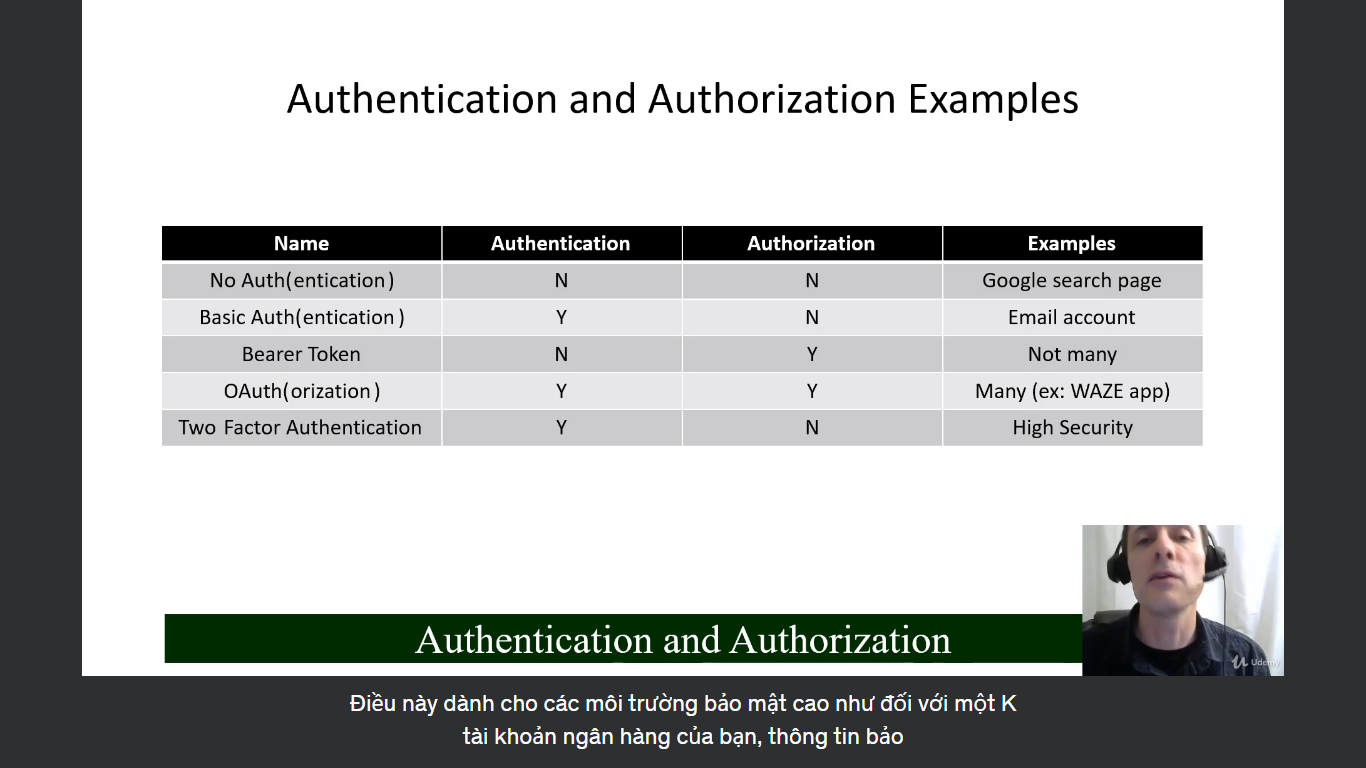 Authentication and Authorization Examples
Name Authentication Authorization Examples
No Auth(entication) N N Google search page
Basic Auth(entication) Y N Email account
Bearer Token N Y Not many
OAuth(orization) Y Y Many (ex: WAZE app)
Two Factor Authentication Y N High Security
Authentication and Authorization
Udemy
Điều này dành cho các môi trường bảo mật cao như đối với một K
tài khoản ngân hàng của bạn, thông tin bảo